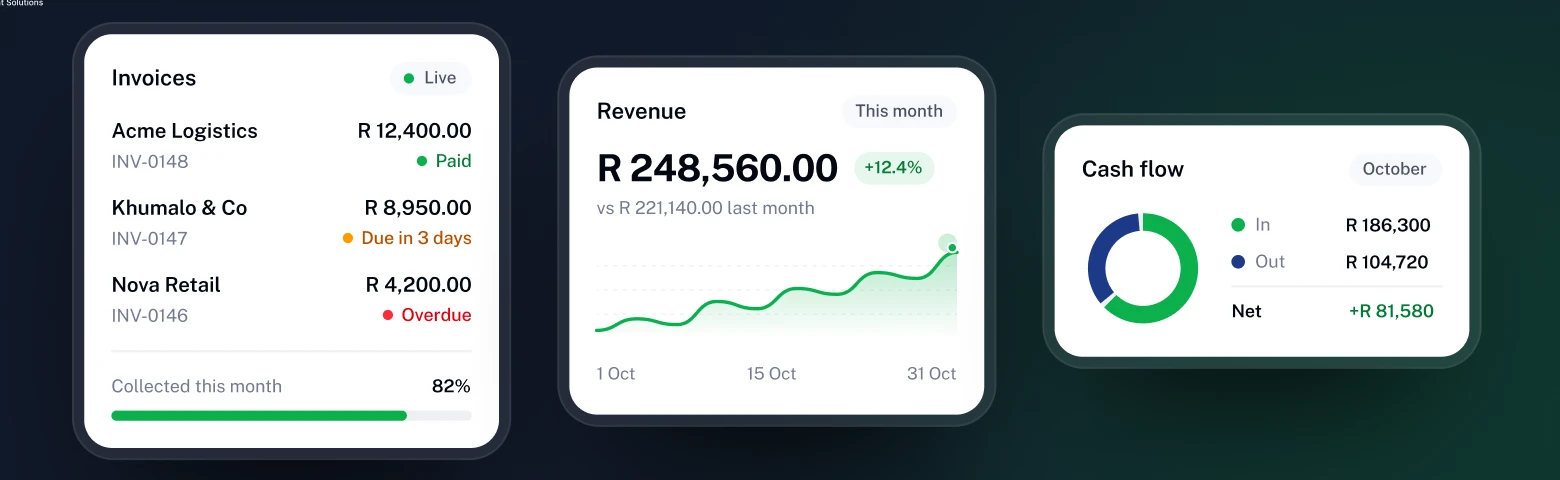 t Solutions
Invoices
Live
Acme Logistics
R 12,400.00
INV-0148
Paid
Khumalo & Co
R 8,950.00
INV-0147
Due in 3 days
Nova Retail
R 4,200.00
INV-0146
Overdue
Collected this month
82%
Revenue
This month
R 248,560.00
+12.4%
vs R 221,140.00 last month
1 Oct
15 Oct
31 Oct
Cash flow
October
In
R 186,300
Out
R 104,720
Net
+R 81,580